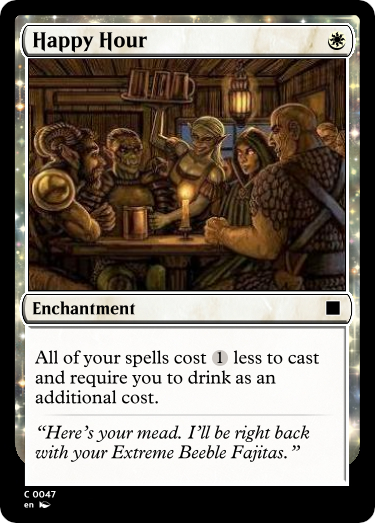 Happy Hour
Enchantment
All of your spells cost 1 less to cast
and require you to drink as an
additional cost.
“Here’s your mead. I’ll be right back
with your Extreme Beeble Fajitas.”
C 0047
en